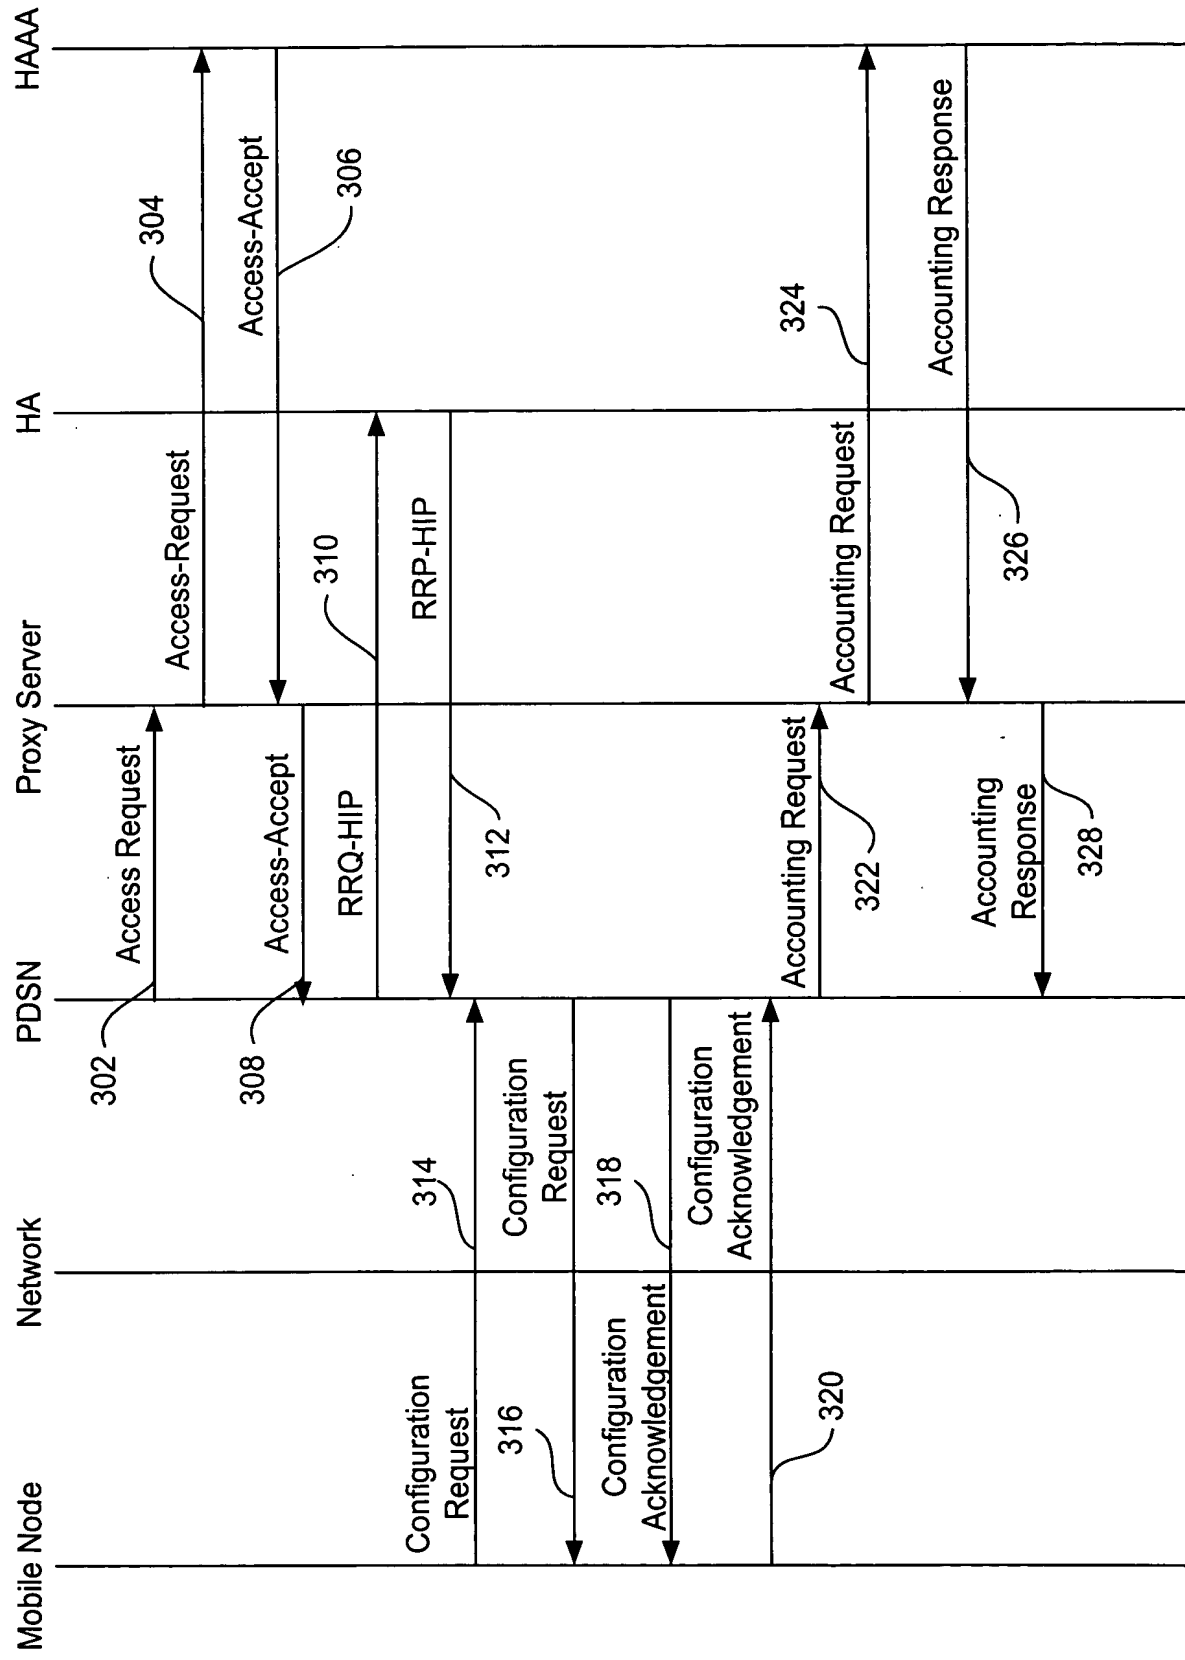 Mobile Node
Network
PDSN
Proxy Server
HA
HAAA
302
Access Request
Access-Request
304
Access-Accept
306
308
Access-Accept
RRQ-HIP
310
RRP-HIP
312
Configuration
Request
314
316
Configuration
Request
Configuration
Acknowledgement
318
Configuration
Acknowledgement
320
Accounting Request
322
Accounting Request
324
Accounting Response
326
Accounting
Response
328